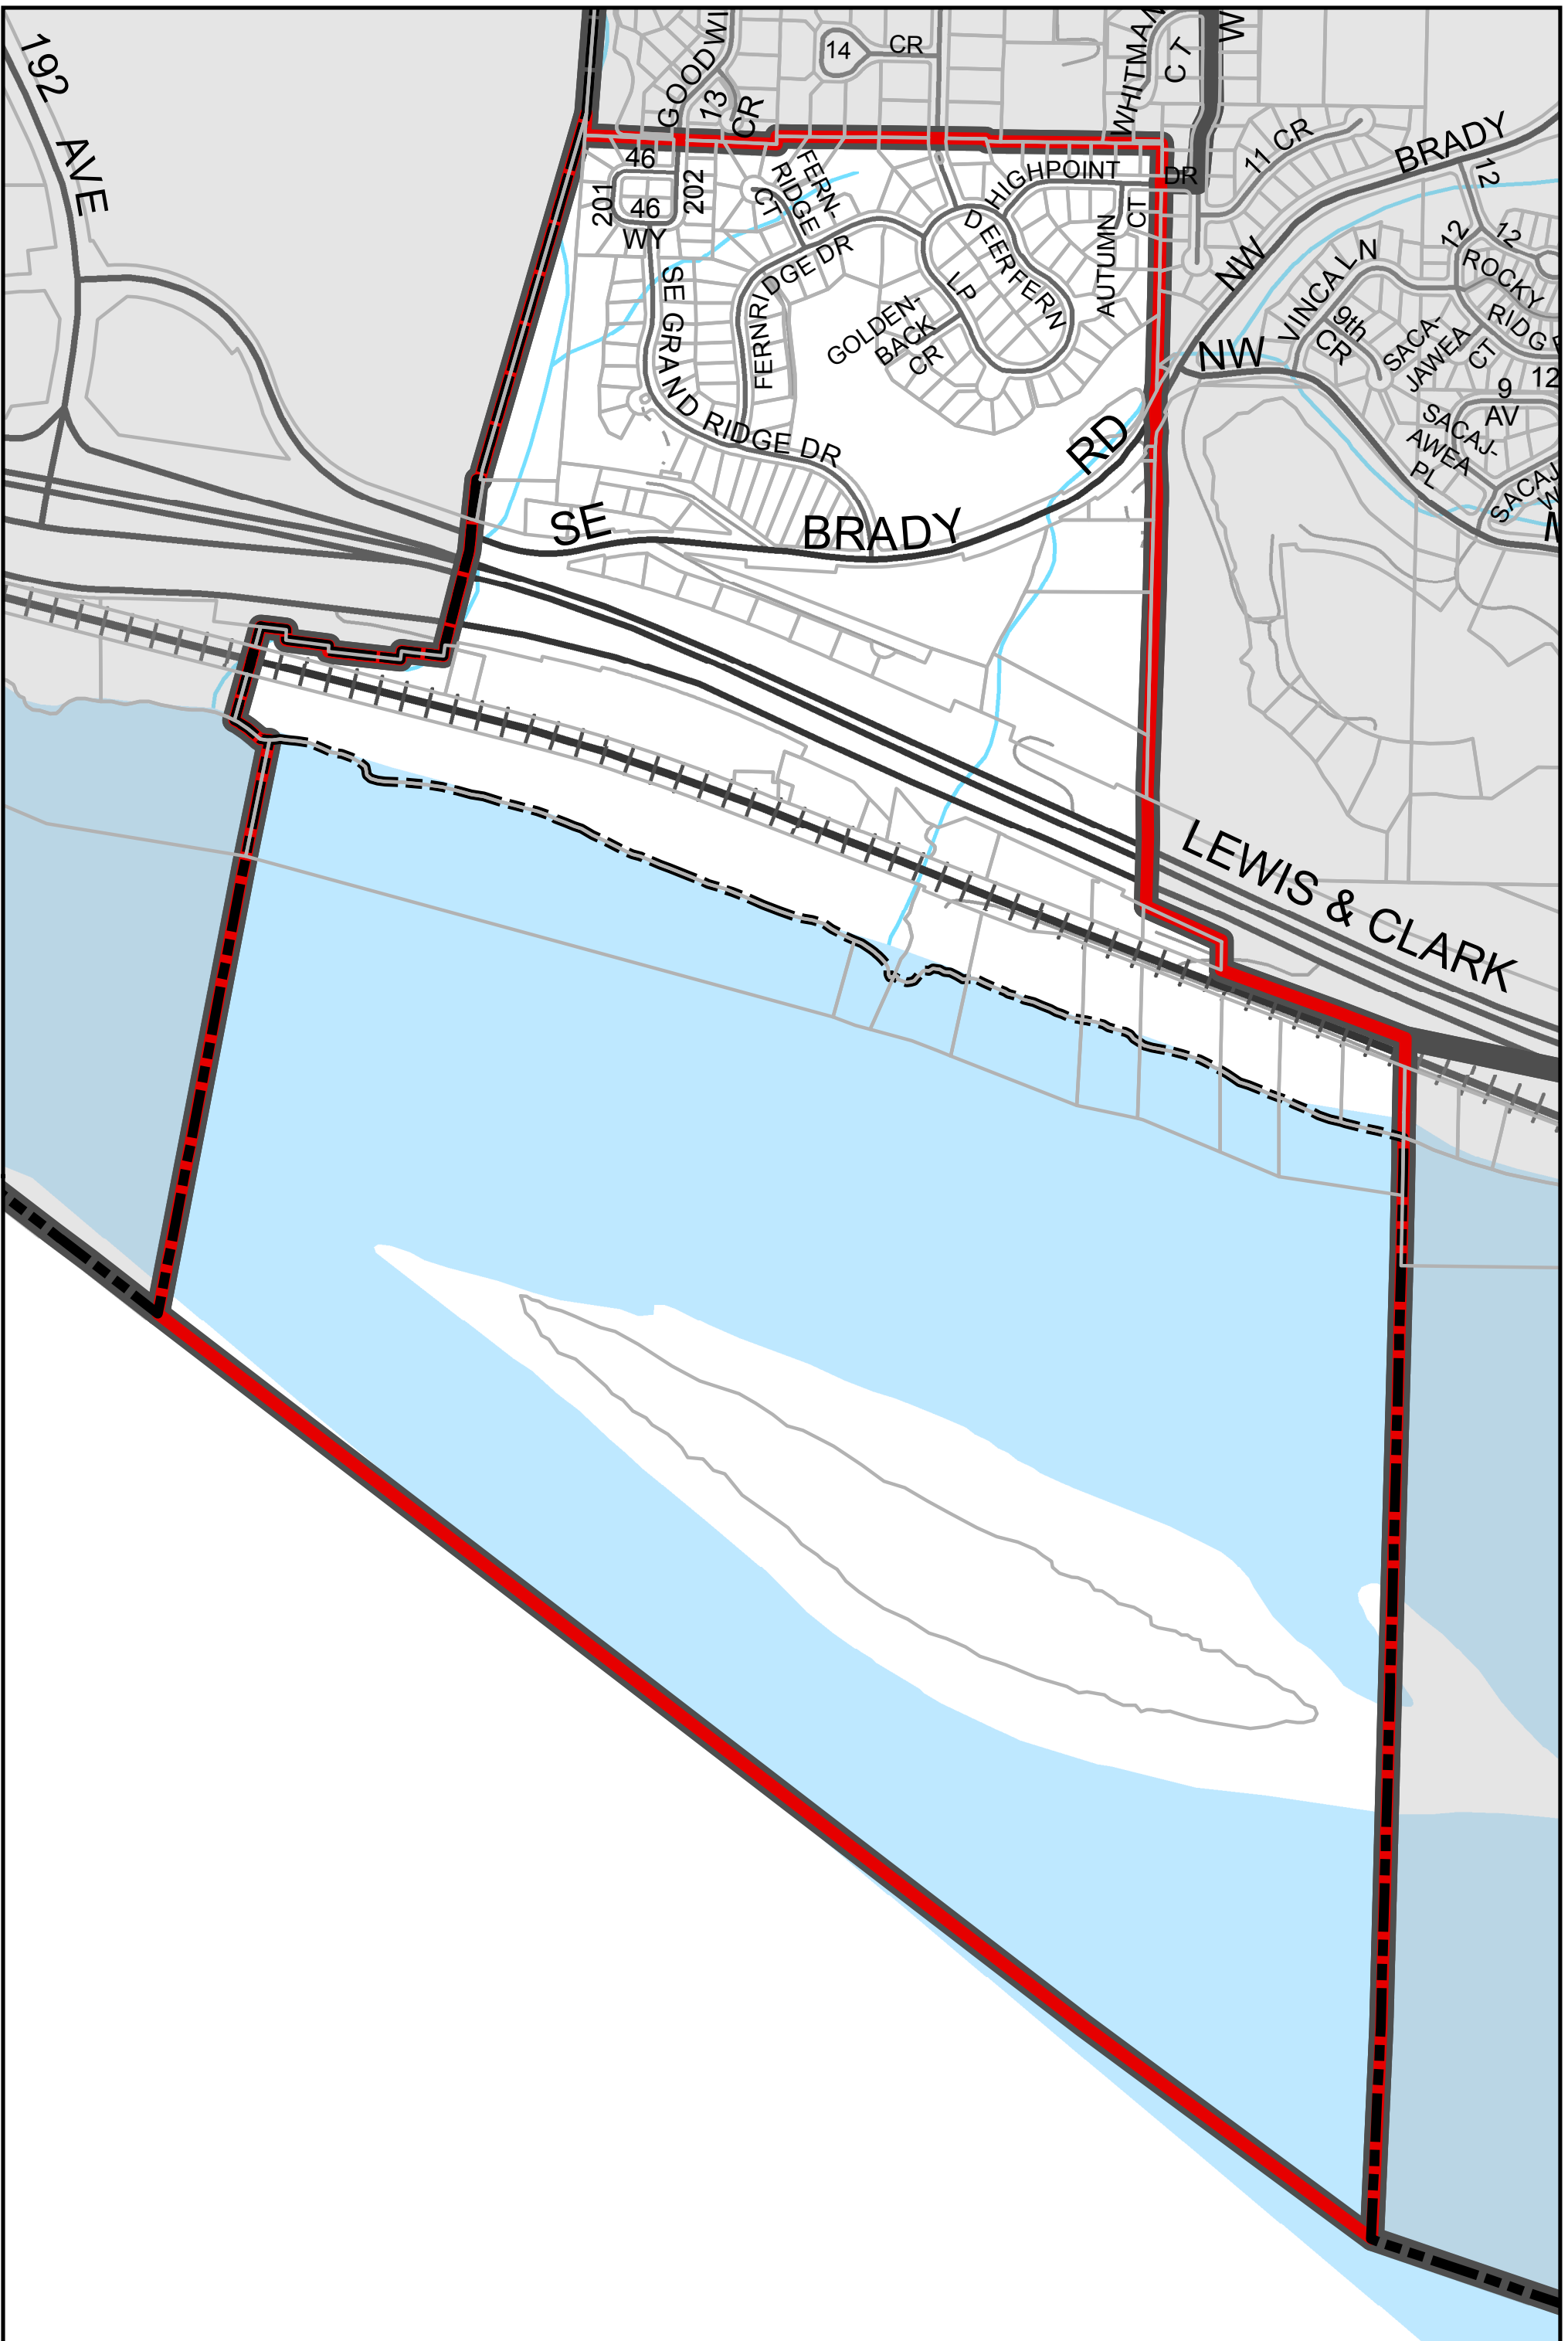 192
AVE
GOODWI
13
CR
14
CR
WHITMAN
CT
W
11 CR
BRADY
12
46
201
46
202
WY
FERN-
RIDGE
CT
HIGHPOINT
DR
AUTUMN
CT
DEERFERN
LP
GOLDEN-
BACK
CR
FERNRIDGE DR
SE GRAND RIDGE DR
NW
NW
VINCA LN
9th
CR
SACA-
JAWEA
CT
12
12
ROCKY
RIDGE
12
9
AV
SACAJ-
AWEA
PL
SACAJ
W
SE
BRADY
RD
LEWIS & CLARK